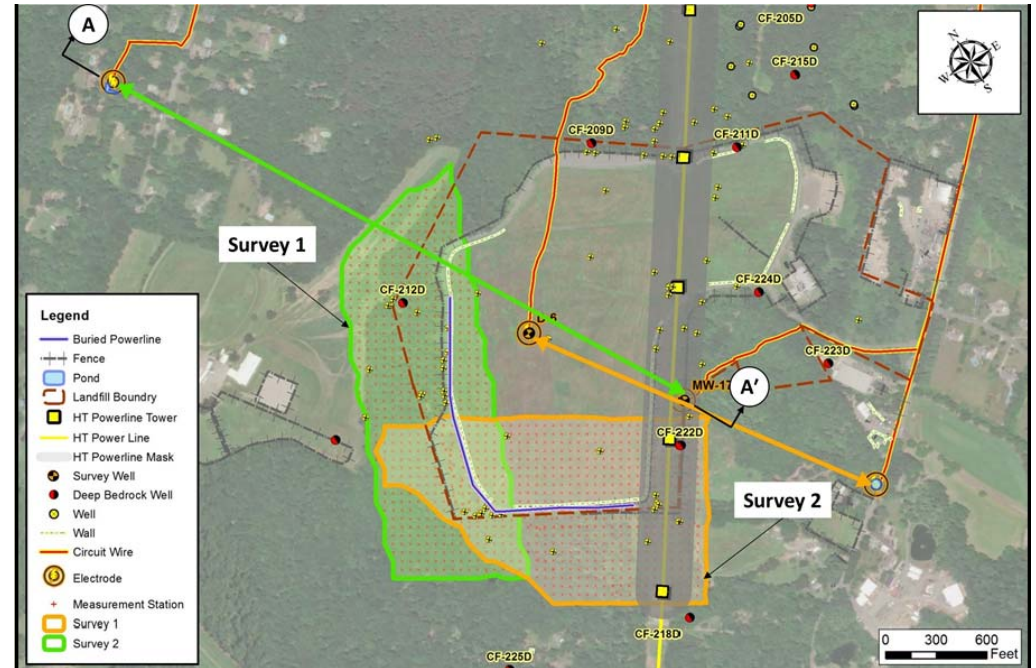 A
CF-205D
CF-215D
N
E
S
W
CF-209D
CF-211D
Survey 1
CF-212D
CF-224D
CF-223D
MW-17
A'
CF-222D
Survey 2
CF-218D
CF-225D
Legend
Buried Powerline
Fence
Pond
Landfill Boundry
HT Powerline Tower
HT Power Line
HT Powerline Mask
Survey Well
Deep Bedrock Well
Well
Wall
Circuit Wire
Electrode
Measurement Station
Survey 1
Survey 2
0 300 600
Feet